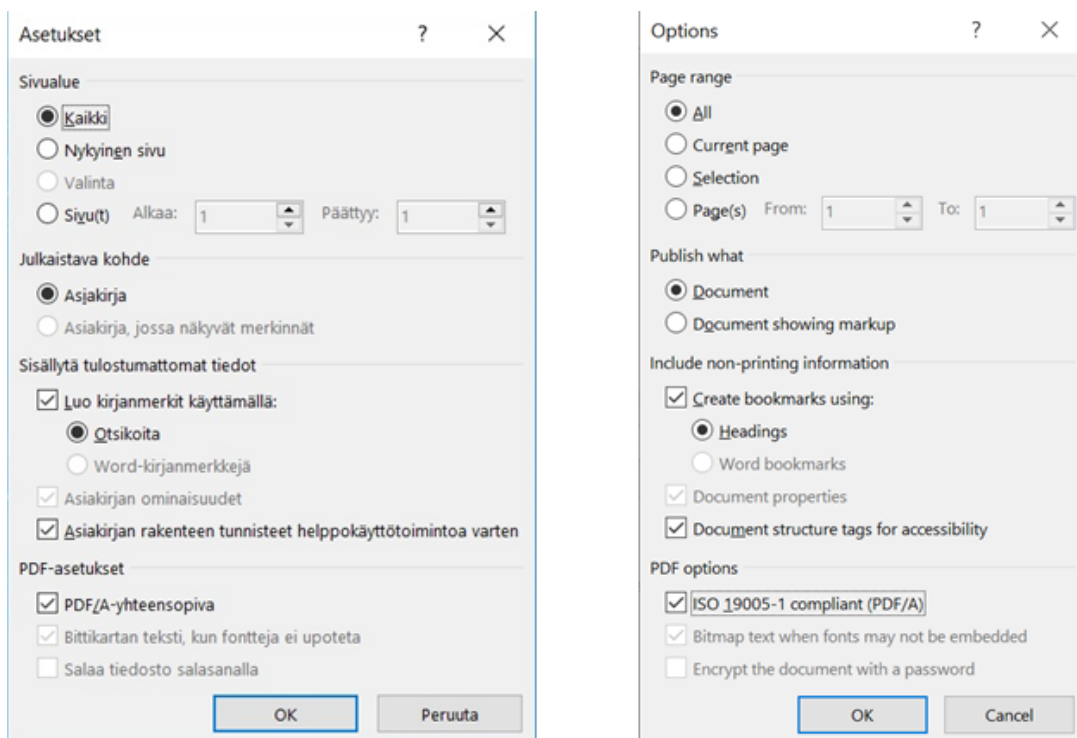 Asetukset ?
Sivualue
Kaikki
Nykyinen sivu
Valinta
Sivu(t) Alkaa: 1 Päättyy: 1
Julkaistava kohde
Asiakirja
Asiakirja, jossa näkyvät merkinnät
Sisällytä tulostumattomat tiedot
Luo kirjanmerkit käyttämällä:
Otsikoita
Word-kirjanmerkkejä
Asiakirjan ominaisuudet
Asiakirjan rakenteen tunnisteet helppokäyttötoimintoa varten
PDF-asetukset
PDF/A-yhteensopiva
Bittikartan teksti, kun fontteja ei upoteta
Salaa tiedosto salasanalla
OK Peruuta
Options ?
Page range
All
Current page
Selection
Page(s) From: 1 To: 1
Publish what
Document
Document showing markup
Include non-printing information
Create bookmarks using:
Headings
Word bookmarks
Document properties
Document structure tags for accessibility
PDF options
ISO 19005-1 compliant (PDF/A)
Bitmap text when fonts may not be embedded
Encrypt the document with a password
OK Cancel